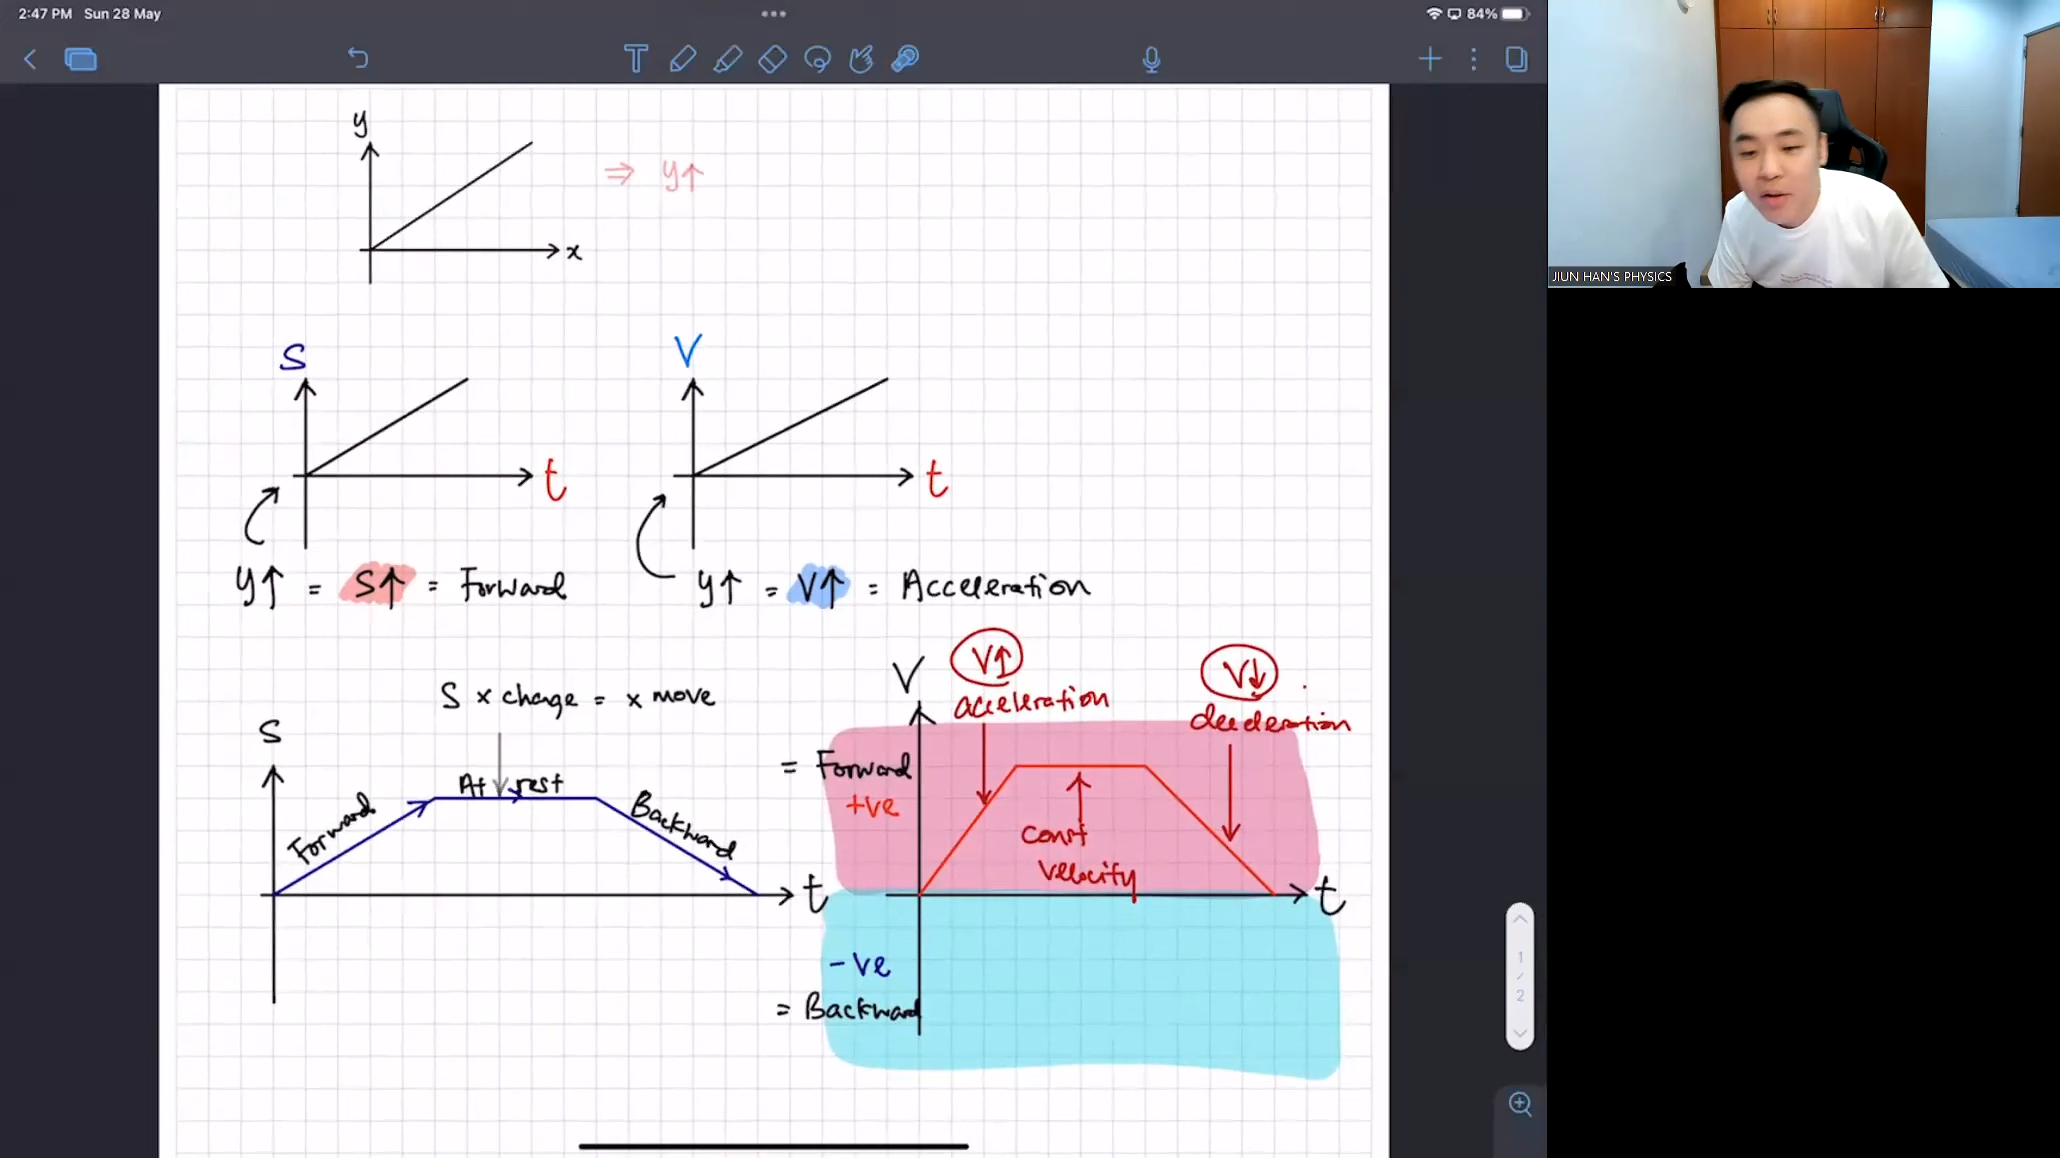 2:47 PM Sun 28 May
84%
y
⇒ y↑
x
S
V
t
t
y↑ = S↑ = Forward
y↑ = V↑ = Acceleration
S × change = × move
V
V↑
V↓
acceleration
deceleration
S
= Forward
+ve
At rest
Forward
Backward
Const
velocity
t
t
-ve
= Backward
1
/
2
JIUN HAN'S PHYSICS